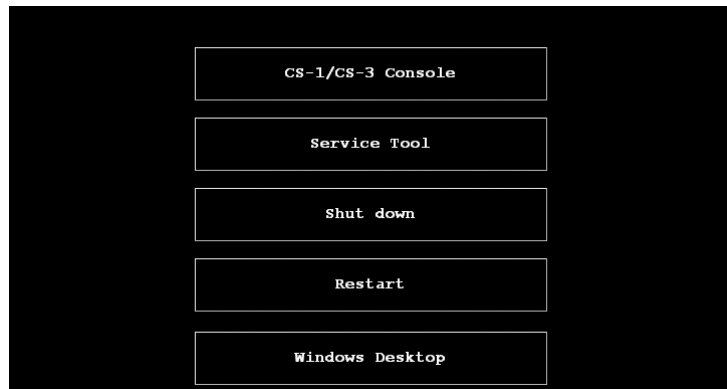 CS-1/CS-3 Console
Service Tool
Shut down
Restart
Windows Desktop